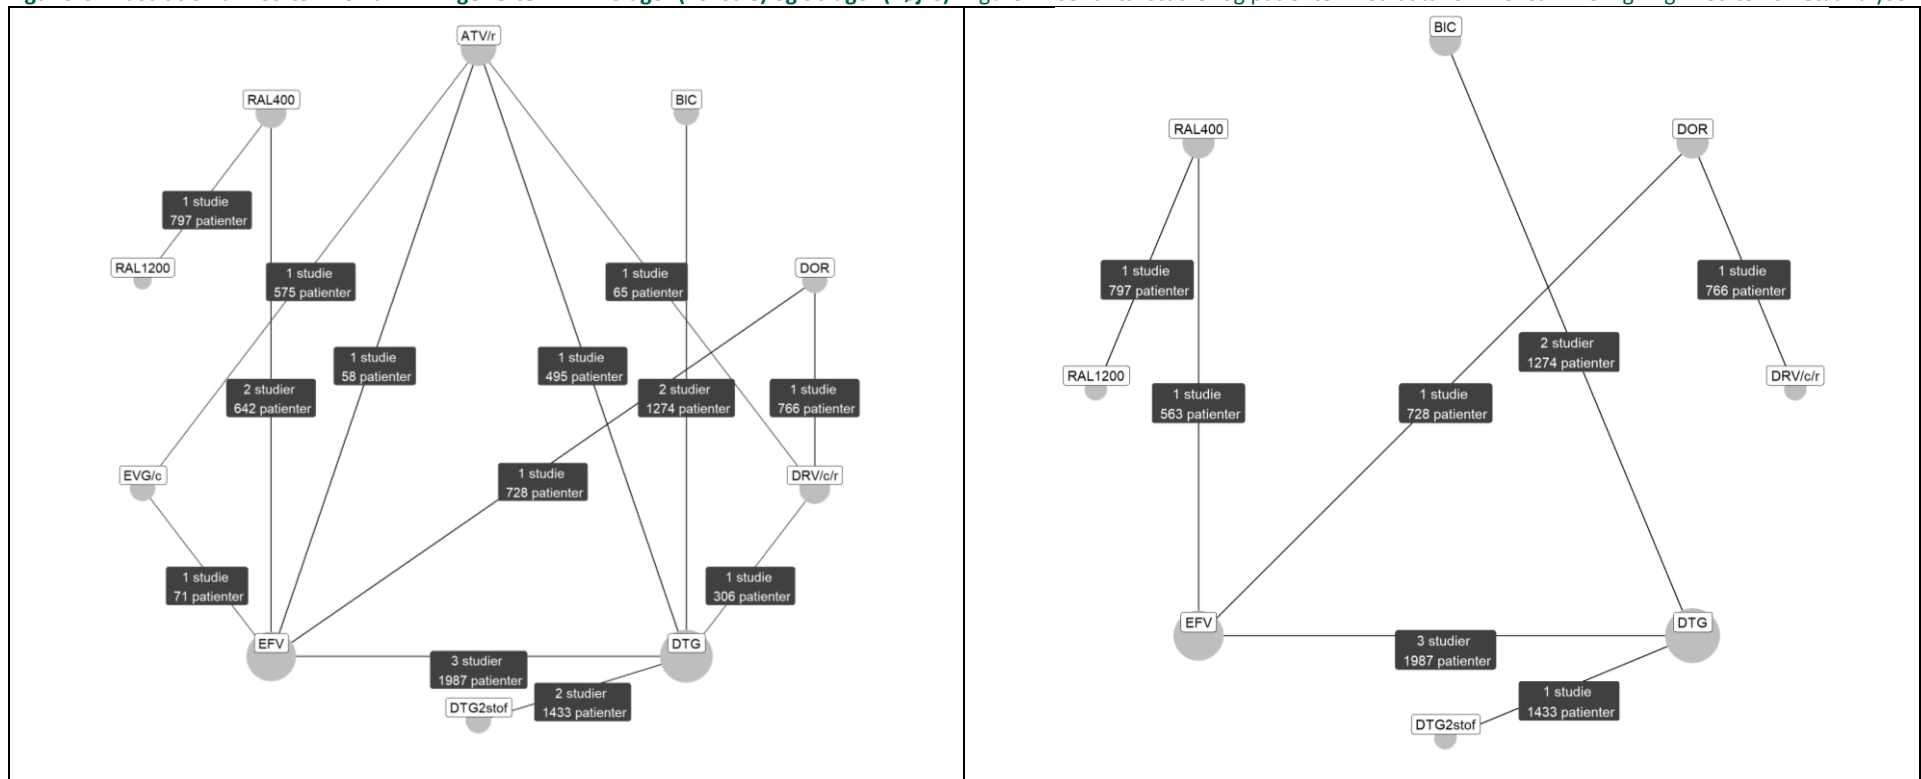 ATV/r
RAL400
BIC
1 studie
797 patienter
RAL1200
1 studie
575 patienter
1 studie
65 patienter
DOR
1 studie
58 patienter
1 studie
495 patienter
2 studier
642 patienter
2 studier
1274 patienter
1 studie
766 patienter
EVG/c
1 studie
728 patienter
DRV/c/r
1 studie
71 patienter
1 studie
306 patienter
EFV
DTG
3 studier
1987 patienter
DTG2stof
2 studier
1433 patienter
BIC
RAL400
DOR
1 studie
797 patienter
1 studie
766 patienter
2 studier
1274 patienter
RAL1200
DRV/c/r
1 studie
563 patienter
1 studie
728 patienter
EFV
DTG
3 studier
1987 patienter
1 studie
1433 patienter
DTG2stof